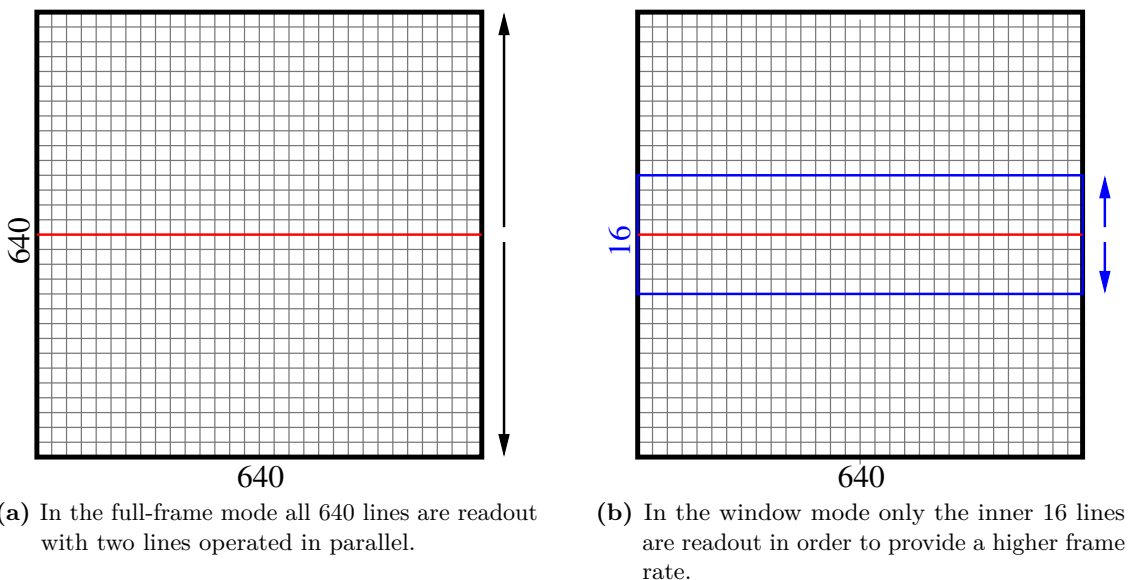 640
640
(a) In the full-frame mode all 640 lines are readout
with two lines operated in parallel.
16
640
(b) In the window mode only the inner 16 lines
are readout in order to provide a higher frame
rate.